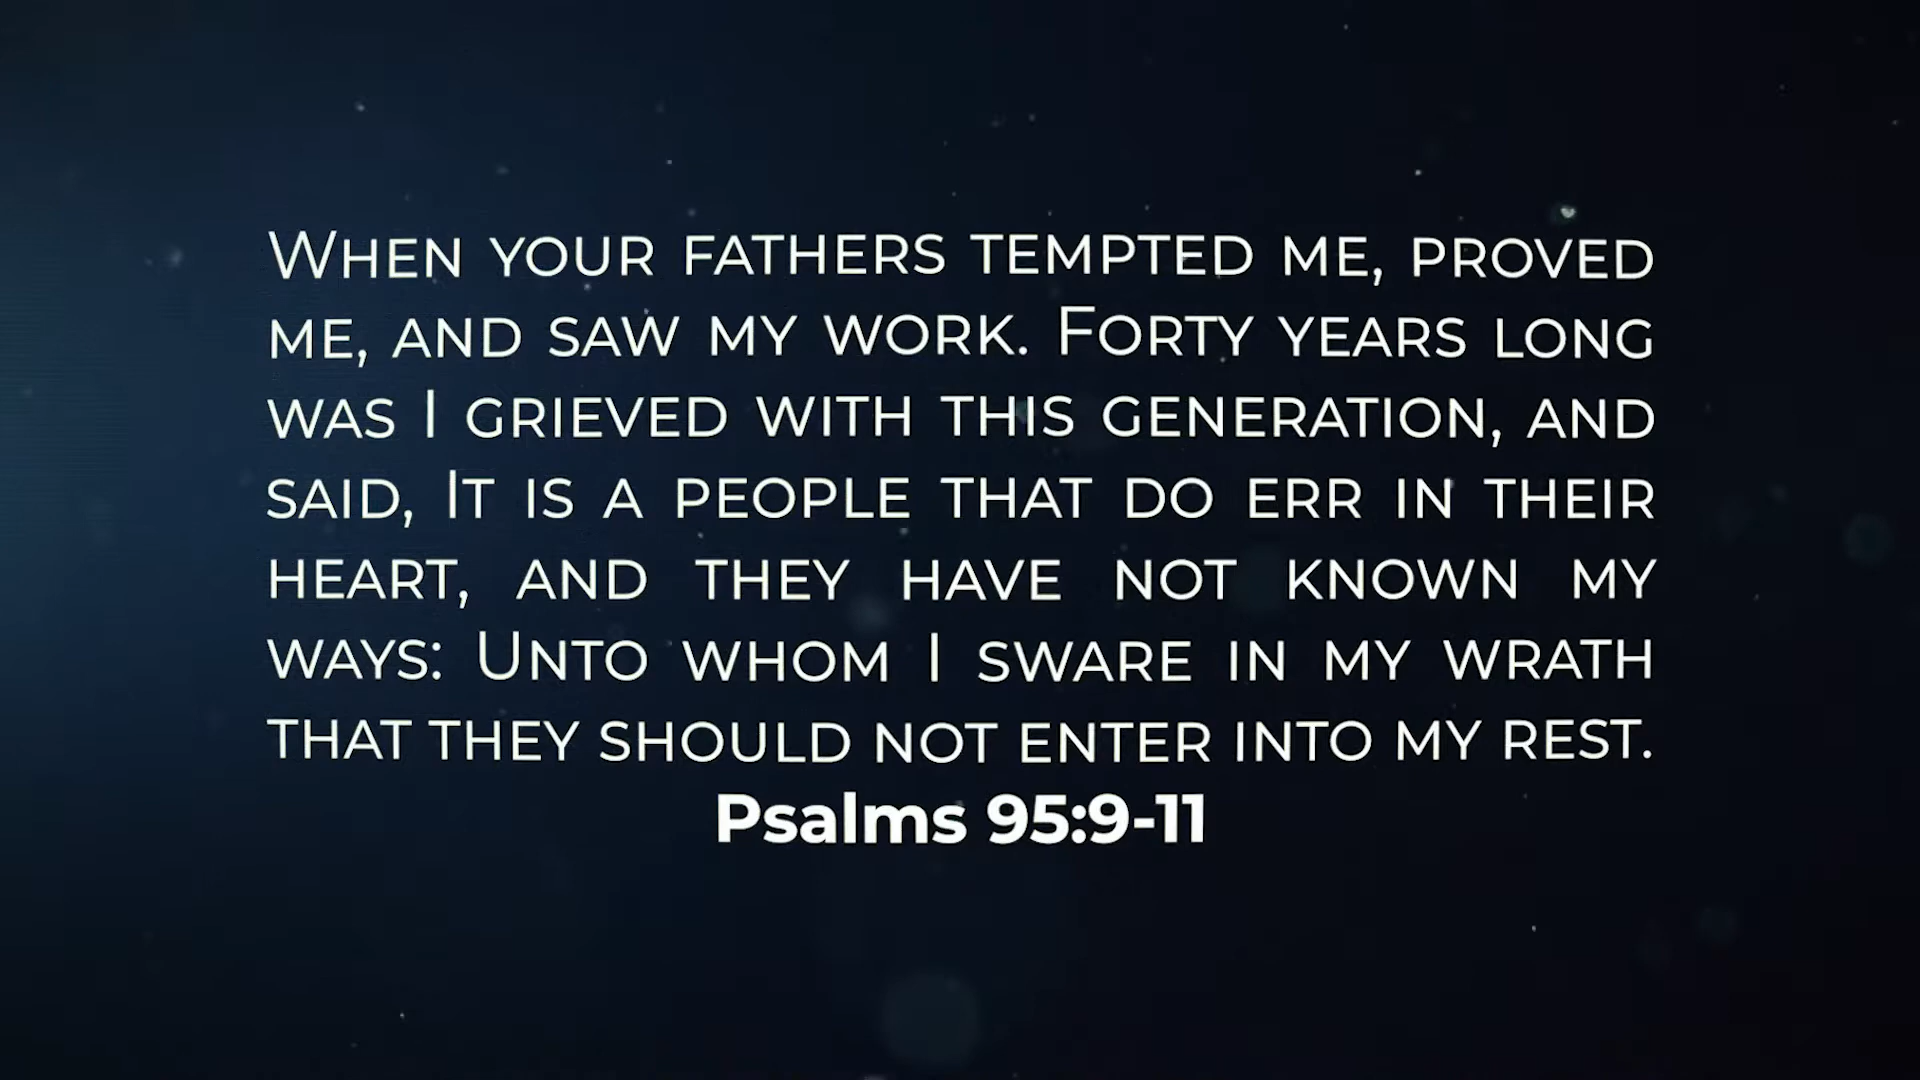 When your fathers tempted me, proved
me, and saw my work. Forty years long
was I grieved with this generation, and
said, It is a people that do err in their
heart, and they have not known my
ways: Unto whom I sware in my wrath
that they should not enter into my rest.
Psalms 95:9-11